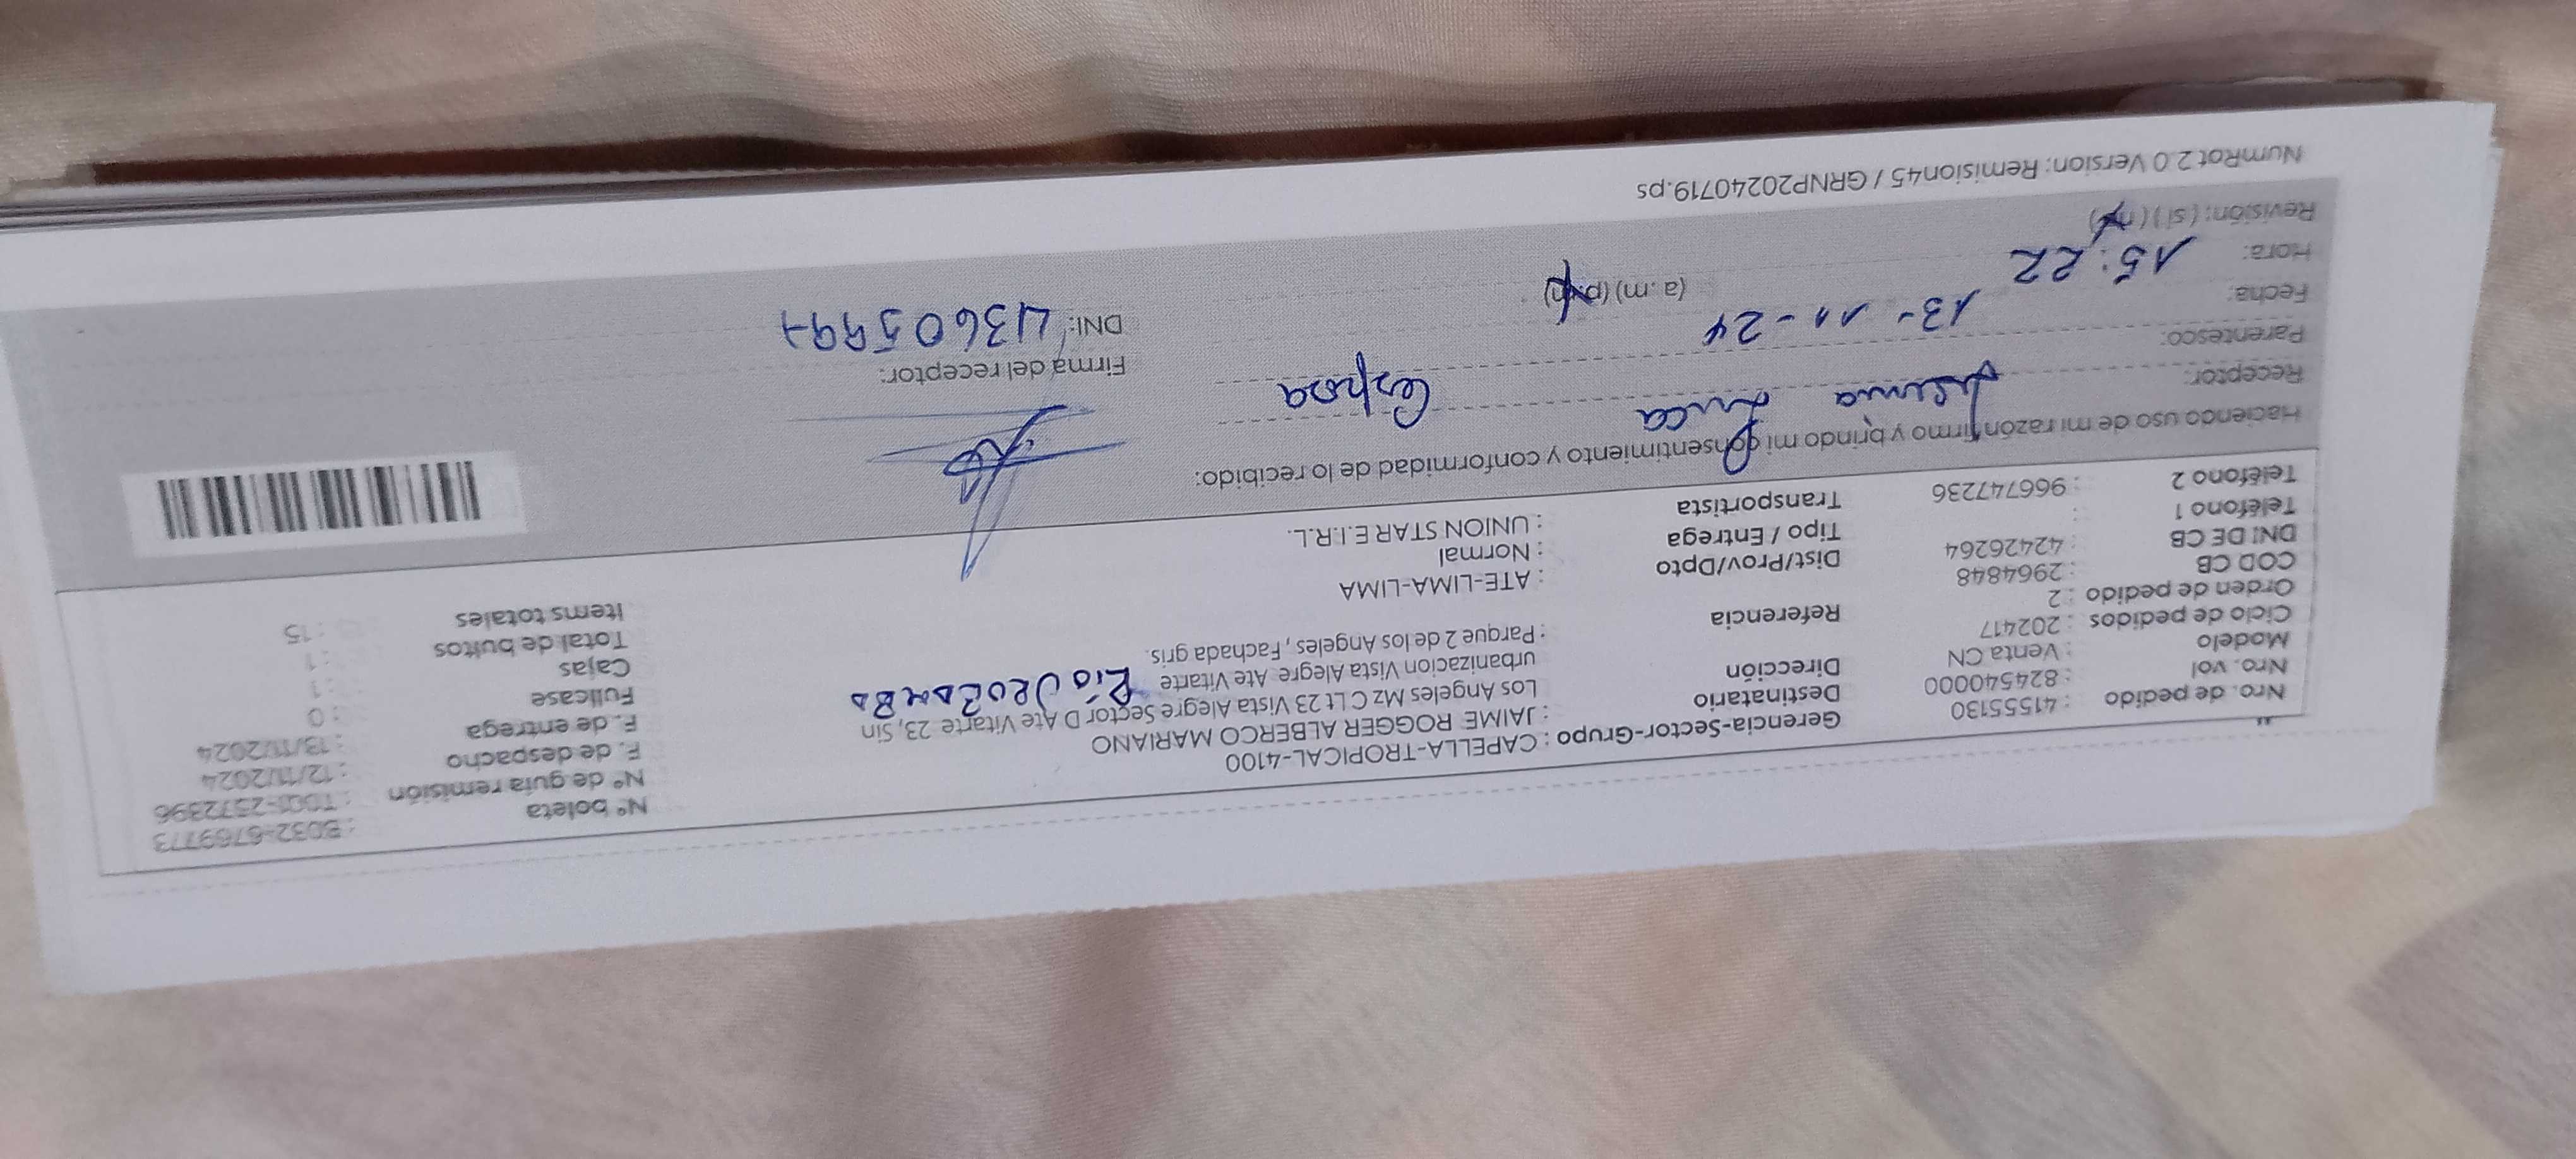 Nro. de pedido : 41555130
Nro. vol : 824540000
Modelo : Venta CN
Ciclo de pedidos : 202417
Orden de pedido : 2
COD CB : 2964848
DNI DE CB : 42426264
Teléfono 1 :
Teléfono 2 : 966747236
Gerencia-Sector-Grupo : CAPELLA-TROPICAL-4100
Destinatario : JAIME ROGGER ALBERCO MARIANO
Dirección Los Angeles Mz C Lt 23 Vista Alegre Sector D Ate Vitarte 23, Sin
urbanizacion Vista Alegre Ate Vitarte
Referencia : Parque 2 de los Angeles , Fachada gris.
Dist/Prov/Dpto : ATE-LIMA-LIMA
Tipo / Entrega : Normal
Transportista : UNION STAR E.I.R.L.
Nº boleta : B032-6769773
Nº de guía remisión : T001-2572396
F. de despacho : 12/11/2024
F. de entrega : 13/11/2024
Fullcase : 0
Cajas : 1
Total de bultos : 1
Items totales : 15
Haciendo uso de mi razón firmo y brindo mi consentimiento y conformidad de lo recibido:
Receptor:
Parentesco: Esposa
Fecha: 13-11-24
Hora: 15:22 (a.m) (p.m)
Revisión: (sí) (no)
Firma del receptor:
DNI:
NumRot 2.0 Version: Remision45 / GRNP20240719.ps